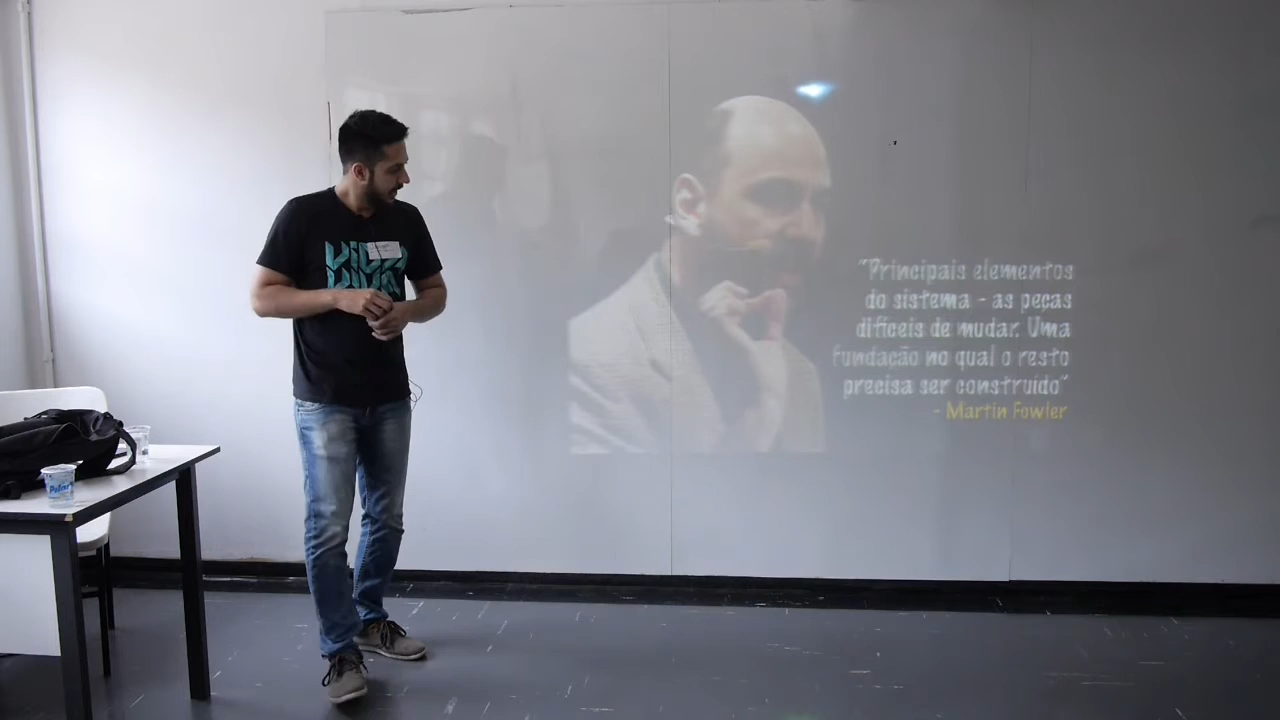 "Principais elementos
do sistema - as peças
difíceis de mudar. Uma
fundação no qual o resto
precisa ser construído"
- Martin Fowler